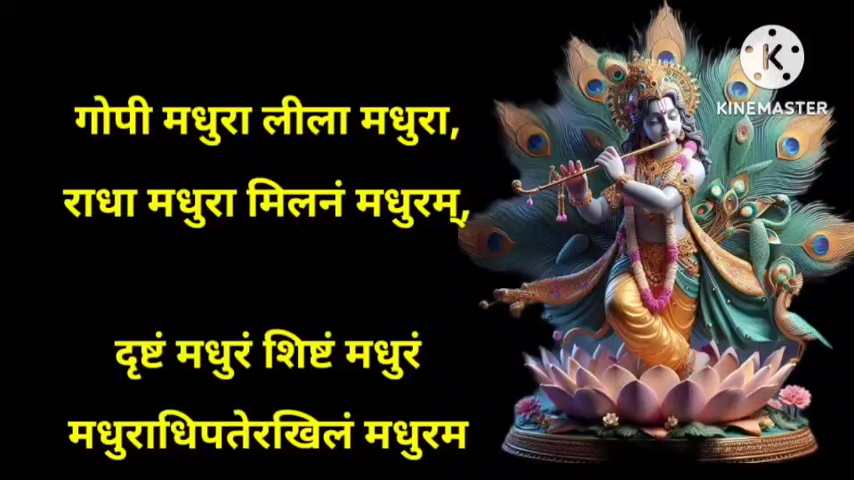 गोपी मधुरा लीला मधुरा,
राधा मधुरा मिलनं मधुरम्,
दृष्टं मधुरं शिष्टं मधुरं
मधुराधिपतेरखिलं मधुरम
K
KINEMASTER